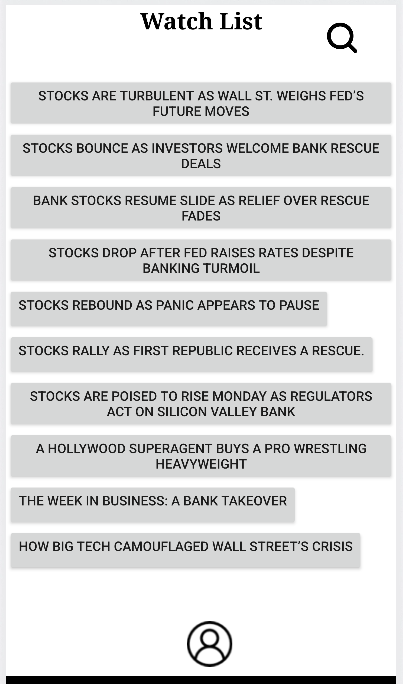 Watch List
STOCKS ARE TURBULENT AS WALL ST. WEIGHS FED'S
FUTURE MOVES
STOCKS BOUNCE AS INVESTORS WELCOME BANK RESCUE
DEALS
BANK STOCKS RESUME SLIDE AS RELIEF OVER RESCUE
FADES
STOCKS DROP AFTER FED RAISES RATES DESPITE
BANKING TURMOIL
STOCKS REBOUND AS PANIC APPEARS TO PAUSE
STOCKS RALLY AS FIRST REPUBLIC RECEIVES A RESCUE.
STOCKS ARE POISED TO RISE MONDAY AS REGULATORS
ACT ON SILICON VALLEY BANK
A HOLLYWOOD SUPERAGENT BUYS A PRO WRESTLING
HEAVYWEIGHT
THE WEEK IN BUSINESS: A BANK TAKEOVER
HOW BIG TECH CAMOUFLAGED WALL STREET'S CRISIS